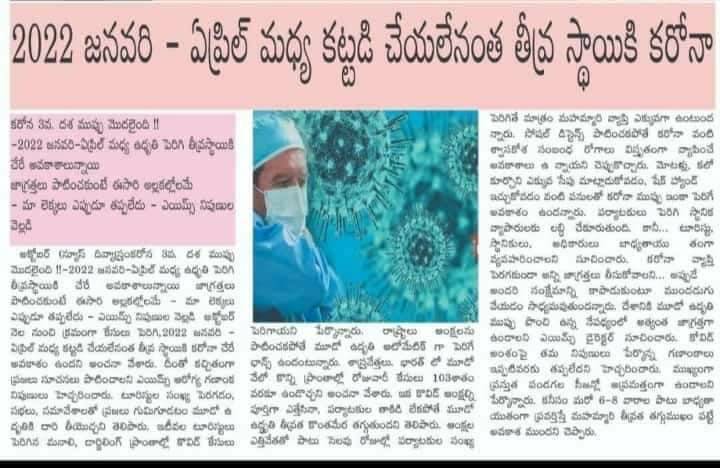 2022 జనవరి - ఏప్రిల్ మధ్య కట్టడి చేయలేనంత తీవ్ర స్థాయికి కరోనా
కరోన 3వ. దశ ముప్పు మొదలైంది !!
-2022 జనవరి-ఏప్రిల్ మధ్య ఉధృతి పెరిగి తీవ్రస్థాయికి
చేరే అవకాశాలున్నాయి
జాగ్రత్తలు పాటించకుంటే ఈసారి అల్లకల్లోలమే
- మా లెక్కలు ఎప్పుడూ తప్పలేదు - ఎయిమ్స్ నిపుణుల
వెల్లడి
అక్టోబర్ (న్యూస్ దివ్యాస్త్రంకరోన 3వ. దశ ముప్పు
మొదలైంది !!-2022 జనవరి-ఏప్రిల్ మధ్య ఉధృతి పెరిగి
తీవ్రస్థాయికి చేరే అవకాశాలున్నాయి జాగ్రత్తలు
పాటించకుంటే ఈసారి అల్లకల్లోలమే - మా లెక్కలు
ఎప్పుడూ తప్పలేదు - ఎయిమ్స్ నిపుణుల వెల్లడి అక్టోబర్
నెల నుంచి క్రమంగా కేసులు పెరిగి,2022 జనవరి -
ఏప్రిల్ మధ్య కట్టడి చేయలేనంత తీవ్ర స్థాయికి కరోనా చేరే
అవకాశం ఉందని అంచనా వేశారు. దీంతో కచ్చితంగా
ప్రజలు సూచనలు పాటించాలని ఎయిమ్స్ ఆరోగ్య గణాంక
నిపుణులు హెచ్చరించారు. టూరిస్టుల సంఖ్య పెరగడం,
సభలు, సమావేశాలతో ప్రజలు గుమిగూడటం మూడో ఉ
ధృతికి దారి తీయొచ్చని తెలిపారు. ఇటీవల టూరిస్టులు
పెరిగిన మనాలి, డార్జిలింగ్ ప్రాంతాల్లో కొవిడ్ కేసులు
పెరిగాయని పేర్కొన్నారు. రాష్ట్రాలు ఆంక్షలను
పాటించకపోతే మూడో ఉధృతి ఆటోమేటిక్ గా పెరిగే
ఛాన్స్ ఉందంటున్నారు. శాస్త్రవేత్తలు. భారత్ లో మూడో
వేవ్ లో కొన్ని ప్రాంతాల్లో రోజువారీ కేసులు 103శాతం
వరకూ ఉండొచ్చని అంచనా వేశారు. ఇక కొవిడ్ ఆంక్షల్ని
పూర్తిగా ఎత్తేసినా, పర్యాటకుల తాకిడి లేకపోతే మూడో
ఉధృతి తీవ్రత కొంతమేర తగ్గుతుందని తెలిపారు. ఆంక్షల
ఎత్తివేతతో పాటు సెలవు రోజుల్లో పర్యాటకుల సంఖ్య
పెరిగితే మాత్రం మహమ్మారి వ్యాప్తి ఎక్కువగా ఉంటుంద
న్నారు. సోషల్ డిస్టెన్స్ పాటించకపోతే కరోనా వంటి
శ్వాసకోశ సంబంధ రోగాలు విస్తృతంగా వ్యాపించే
అవకాశాలు ఉ న్నాయని చెప్పుకొచ్చారు. హోటళ్లు, కలో
కూర్చొని ఎక్కువ సేపు మాట్లాడుకోవడం, షేక్ హ్యాండ్
ఇచ్చుకోవడం వంటి పనులతో కరోనా ముప్పు ఇంకా పెరిగే
అవకాశం ఉందన్నారు. పర్యాటకులు పెరిగి స్థానిక
వ్యాపారులకు లబ్ధి చేకూరుతుంది. కానీ... టూరిస్టు,
స్థానికులు, అధికారులు బాధ్యతాయు తంగా
వ్యవహరించాలని సూచించారు. కరోనా వ్యాప్తి
పెరగకుండా అన్ని జాగ్రత్తలు తీసుకోవాలని... అప్పుడే
అందరి సంక్షేమాన్ని కాపాడుకుంటూ ముందడుగు
వేయడం సాధ్యమవుతుందన్నారు. దేశానికి మూడో ఉధృతి
ముప్పు పొంచి ఉన్న నేపథ్యంలో అత్యంత జాగ్రత్తగా
ఉండాలని ఎయిమ్స్ డైరెక్టర్ సూచించారు. కోవిడ్
అంశంపై తమ నిపుణులు పేర్కొన్న గణాంకాలు
ఇప్పటివరకు తప్పలేదని హెచ్చరించారు. ముఖ్యంగా
ప్రస్తుత పండగల సీజన్లో అప్రమత్తంగా ఉండాలని
పేర్కొన్నారు. కనీసం మరో 6-8 వారాల పాటు బాధ్యతా
యుతంగా ప్రవర్తిస్తే మహమ్మారి తీవ్రత తగ్గుముఖం పట్టే
అవకాశ ముందని చెప్పారు.